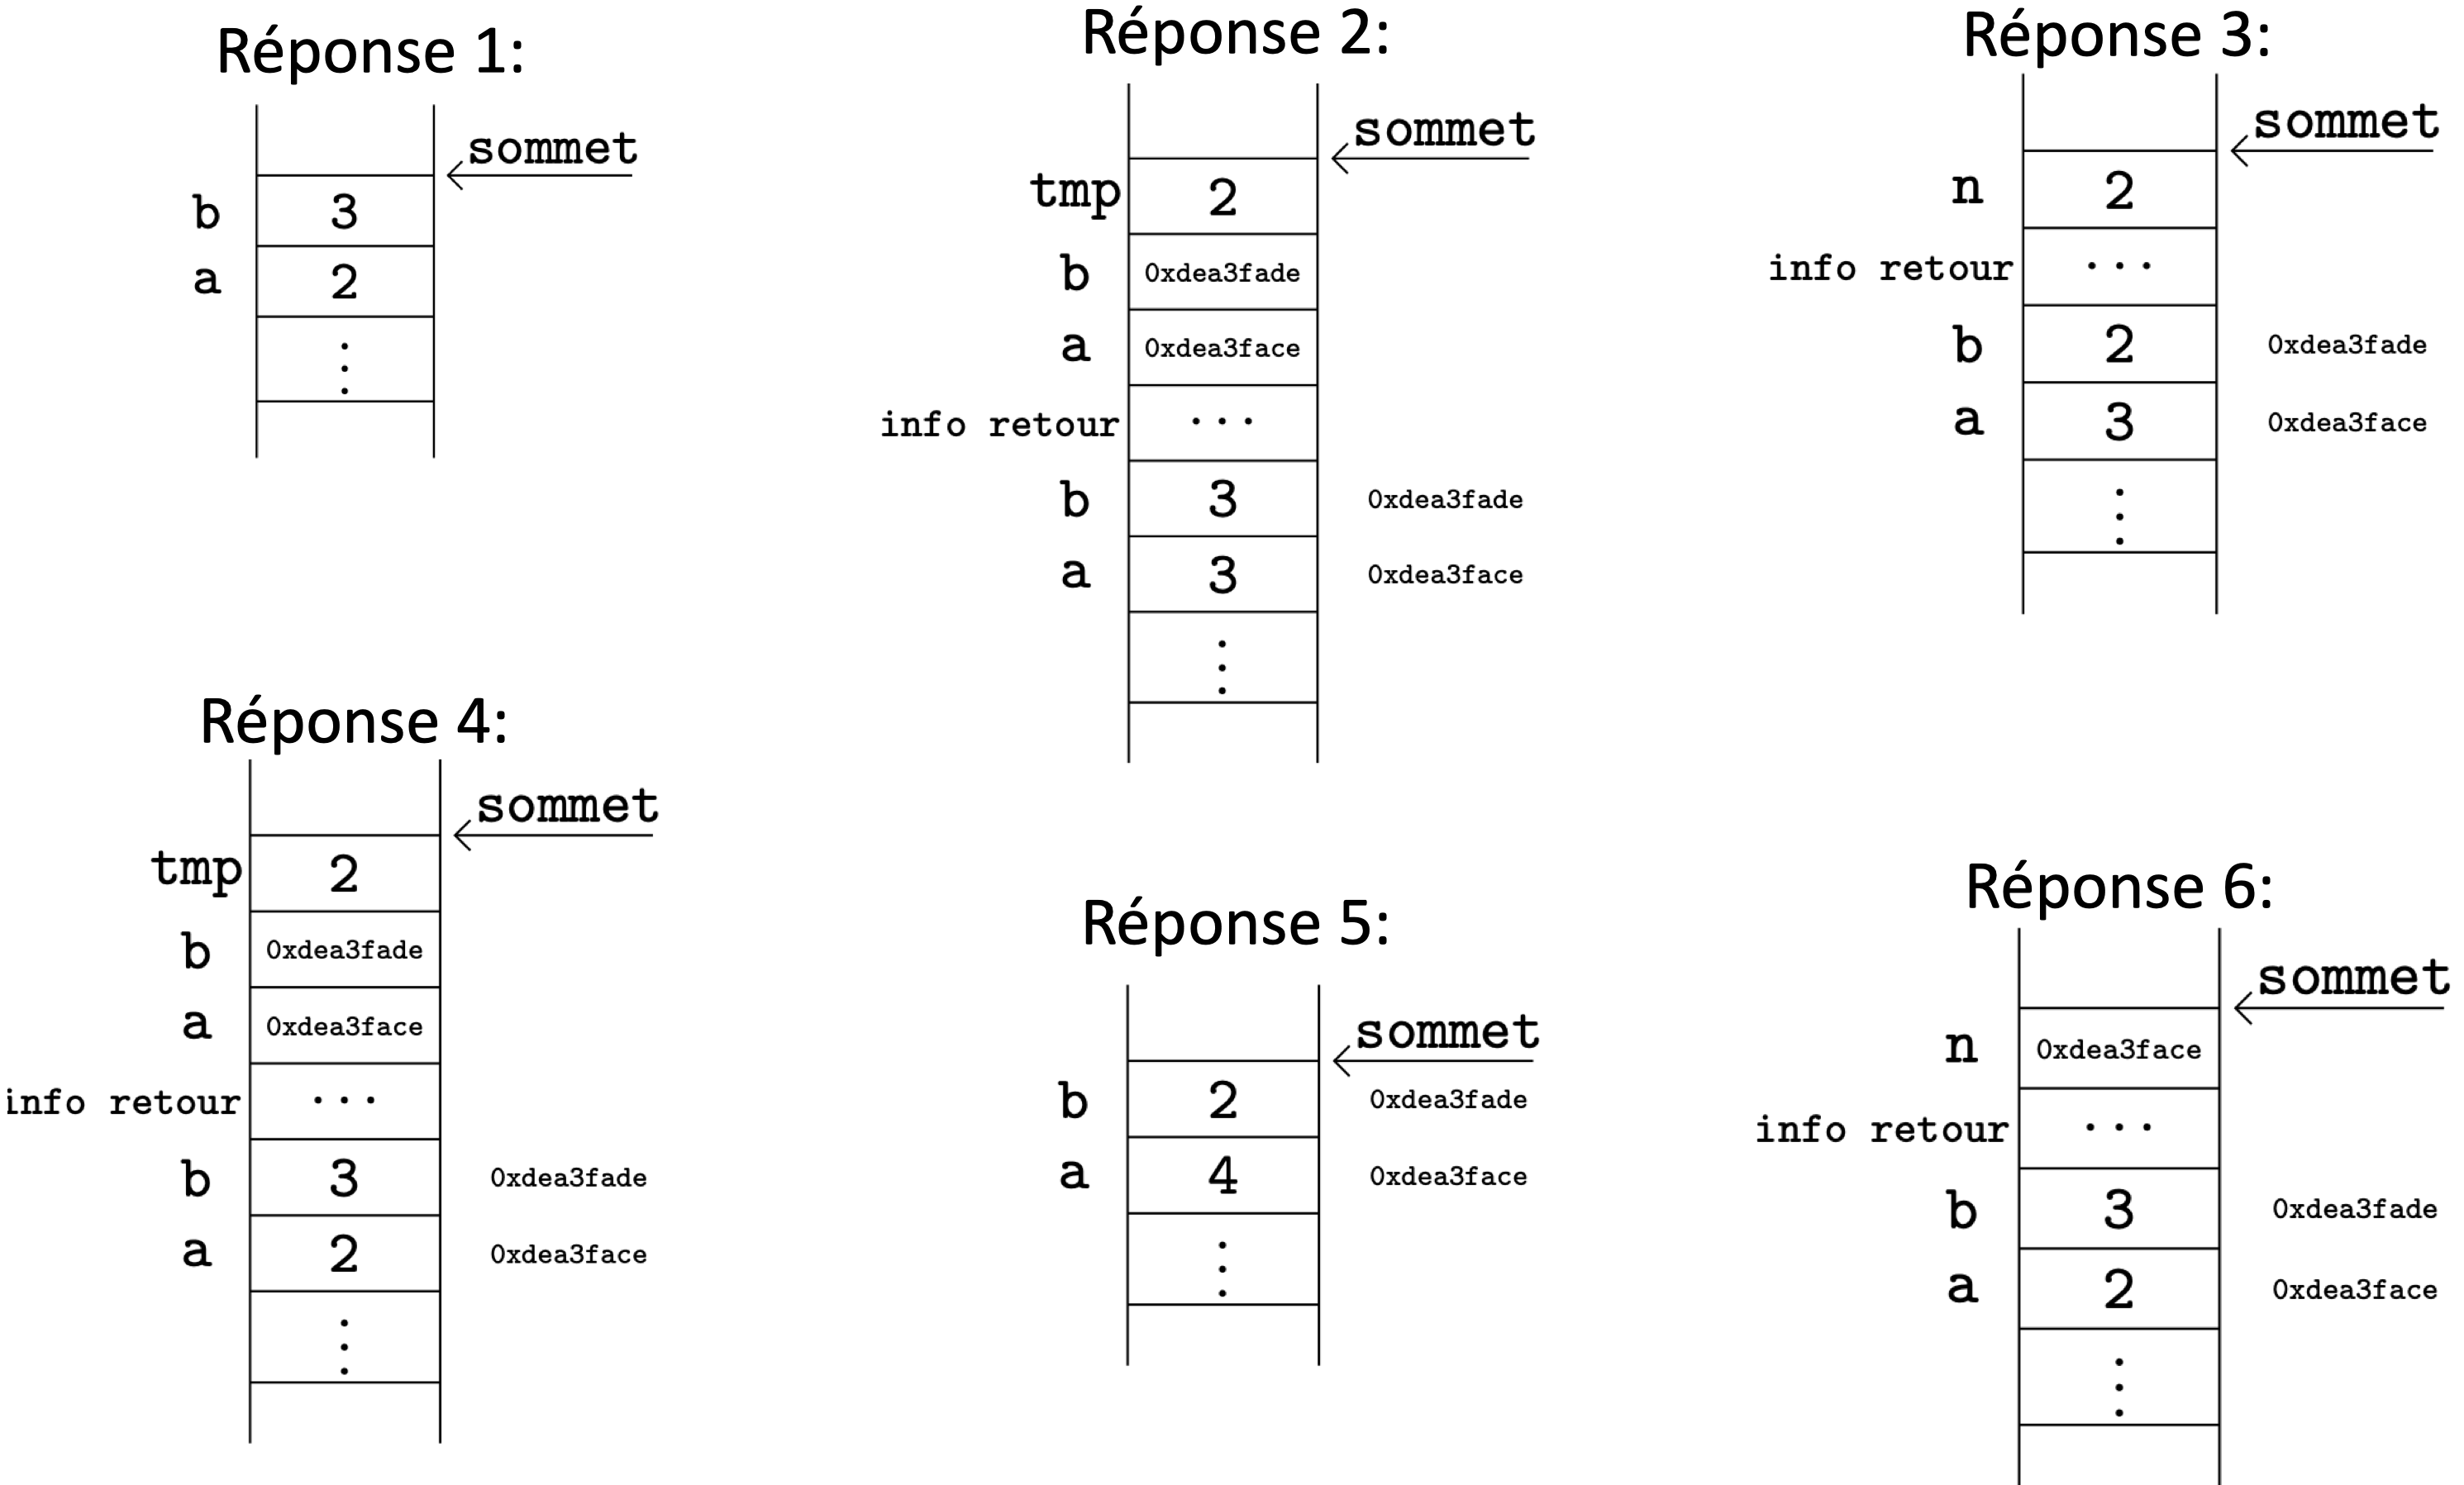 Réponse 1:
sommet
b 3
a 2
⋮
Réponse 2:
sommet
tmp 2
b 0xdea3fade
a 0xdea3face
info retour ...
b 3 0xdea3fade
a 3 0xdea3face
⋮
Réponse 3:
sommet
n 2
info retour ...
b 2 0xdea3fade
a 3 0xdea3face
⋮
Réponse 4:
sommet
tmp 2
b 0xdea3fade
a 0xdea3face
info retour ...
b 3 0xdea3fade
a 2 0xdea3face
⋮
Réponse 5:
sommet
b 2 0xdea3fade
a 4 0xdea3face
⋮
Réponse 6:
sommet
n 0xdea3face
info retour ...
b 3 0xdea3fade
a 2 0xdea3face
⋮